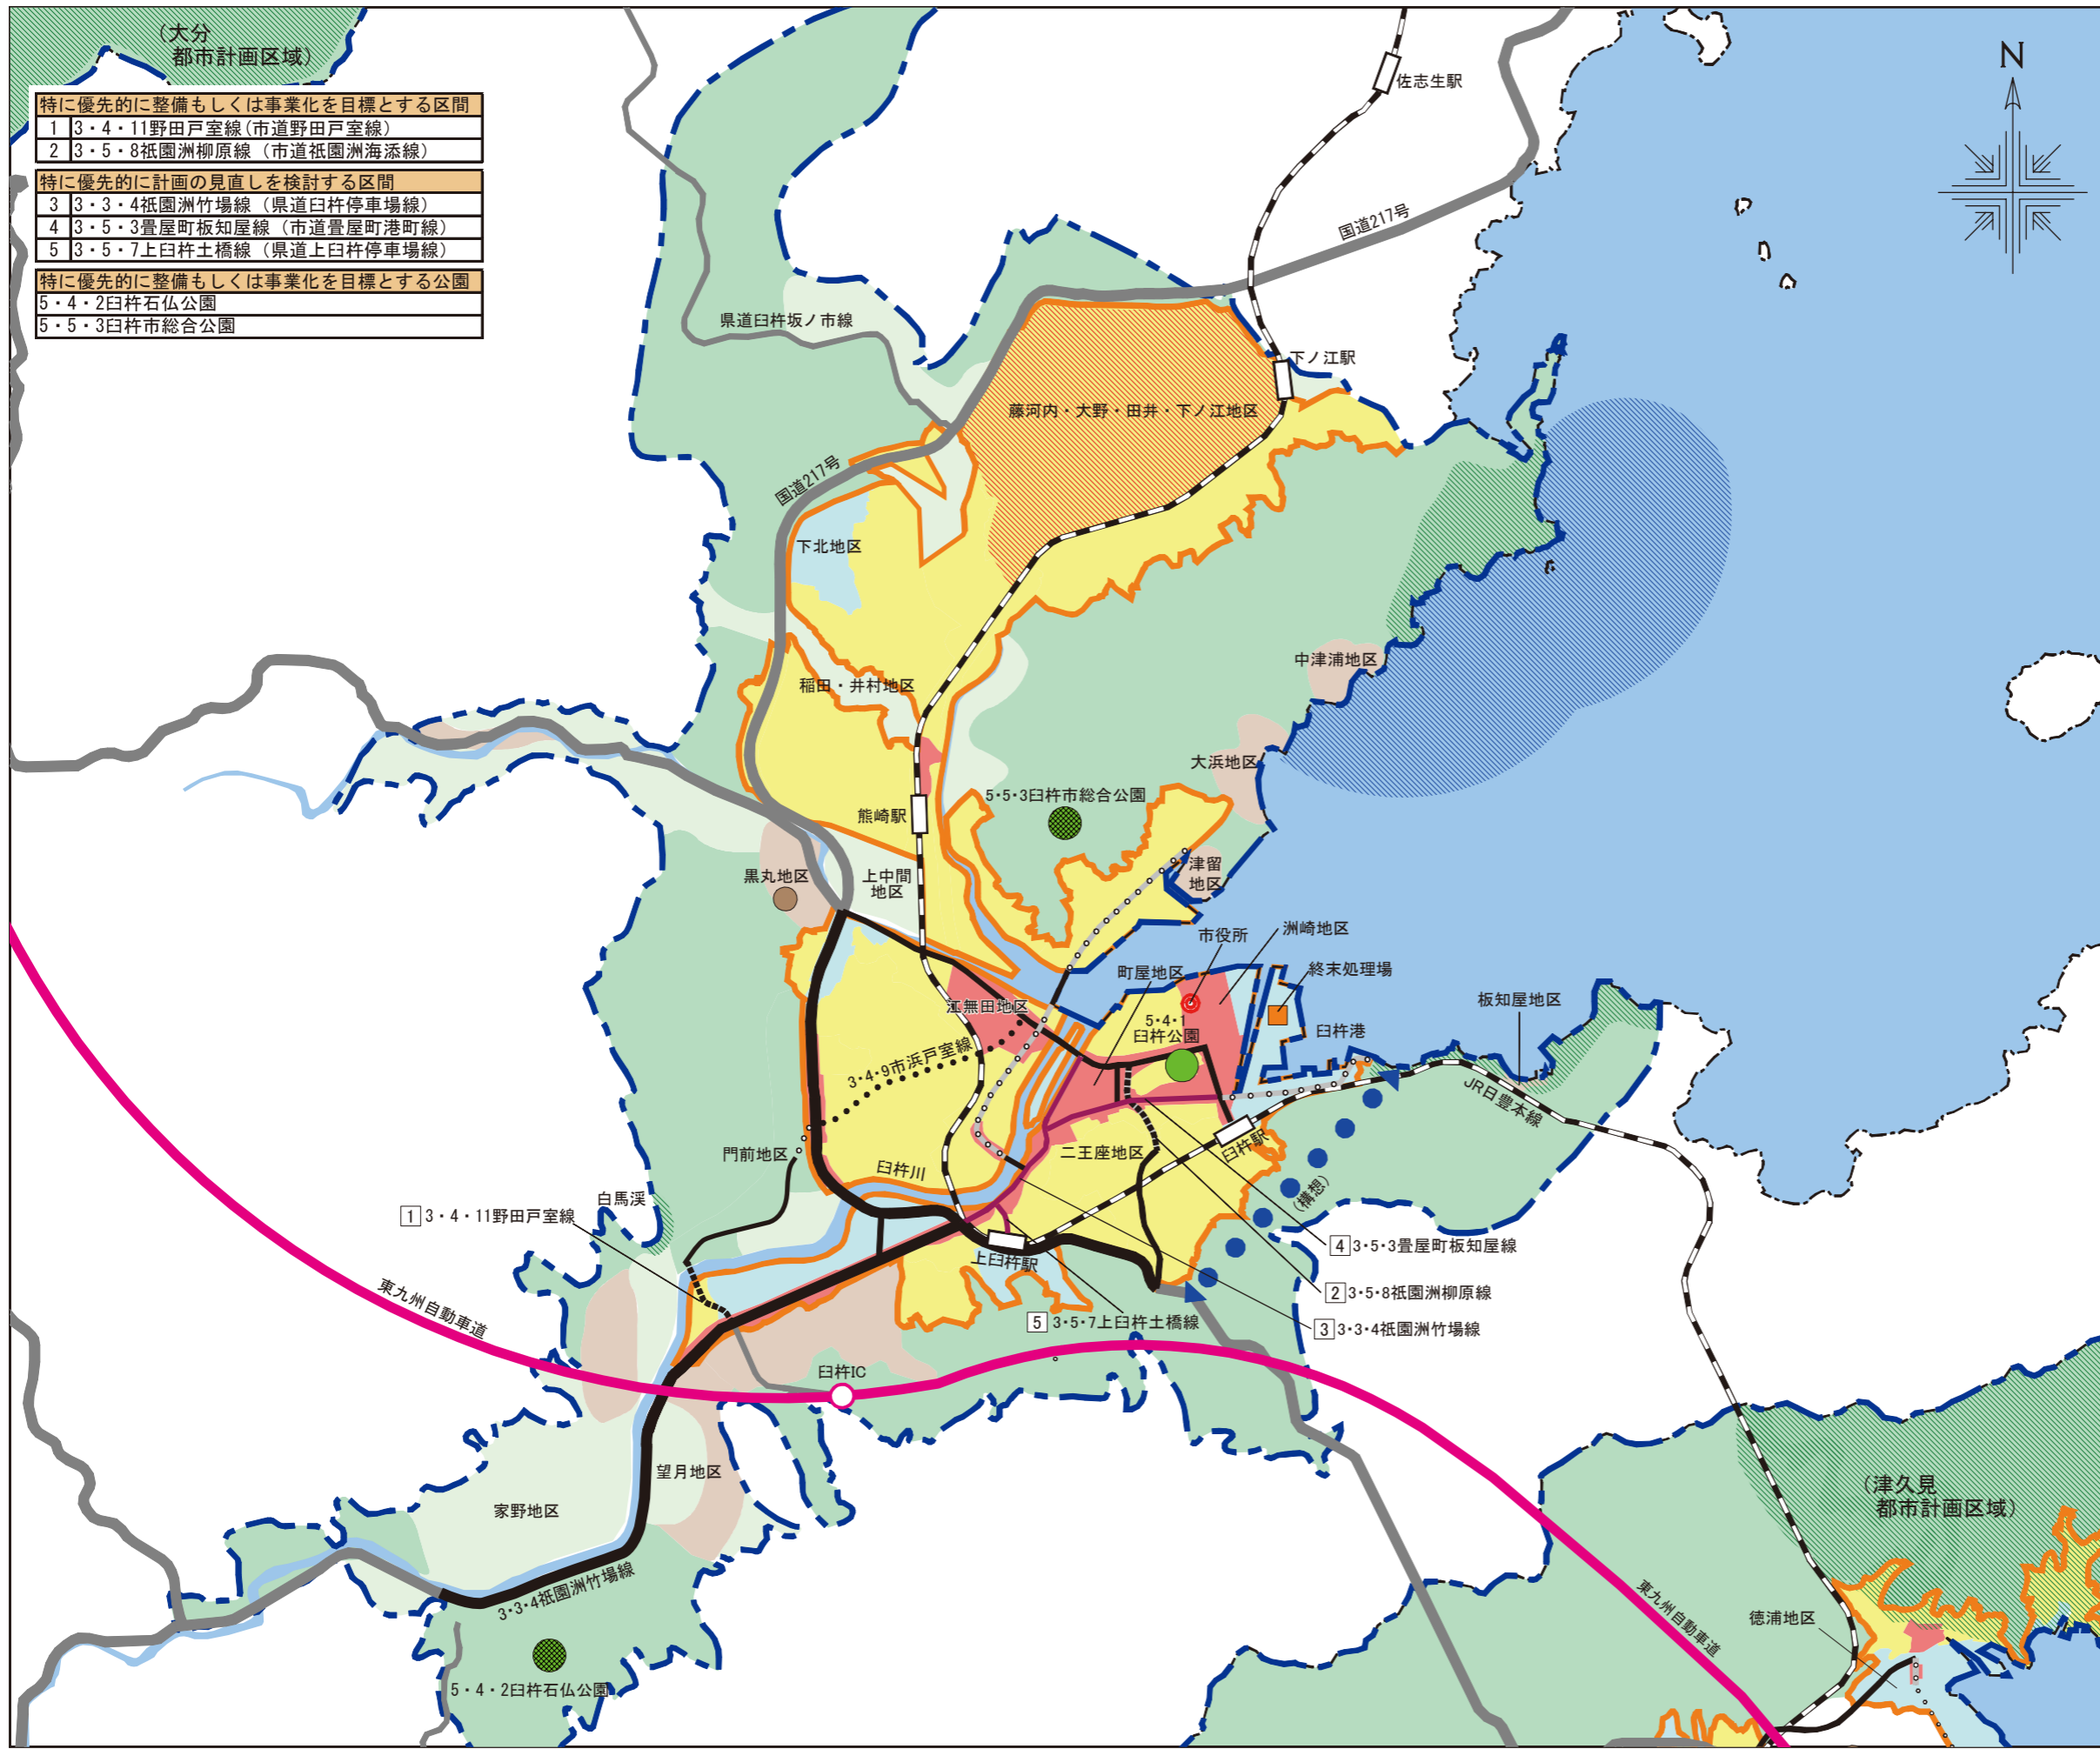 (大分
都市計画区域)
特に優先的に整備もしくは事業化を目標とする区間
1 3・4・11野田戸室線(市道野田戸室線)
2 3・5・8祇園洲柳原線 (市道祇園洲海添線)
特に優先的に計画の見直しを検討する区間
3 3・3・4祇園洲竹場線 (県道臼杵停車場線)
4 3・5・3畳屋町板知屋線 (市道畳屋町港町線)
5 3・5・7上臼杵土橋線 (県道上臼杵停車場線)
特に優先的に整備もしくは事業化を目標とする公園
5・4・2臼杵石仏公園
5・5・3臼杵市総合公園
N
佐志生駅
国道217号
県道臼杵坂ノ市線
下ノ江駅
藤河内・大野・田井・下ノ江地区
国道217号
下北地区
中津浦地区
稲田・井村地区
大浜地区
5・5・3臼杵市総合公園
熊崎駅
津留
地区
黒丸地区
上中間
地区
市役所
洲崎地区
町屋地区
終末処理場
板知屋地区
江無田地区
5・4・1
臼杵公園
臼杵港
3・4・9市浜戸室線
JR日豊本線
門前地区
臼杵川
二王座地区
臼杵駅
(構想)
白馬渓
1 3・4・11野田戸室線
4 3・5・3畳屋町板知屋線
上臼杵駅
2 3・5・8祇園洲柳原線
5 3・5・7上臼杵土橋線
3 3・3・4祇園洲竹場線
東九州自動車道
臼杵IC
望月地区
家野地区
(津久見
都市計画区域)
3・3・4祇園洲竹場線
東九州自動車道
徳浦地区
5・4・2臼杵石仏公園